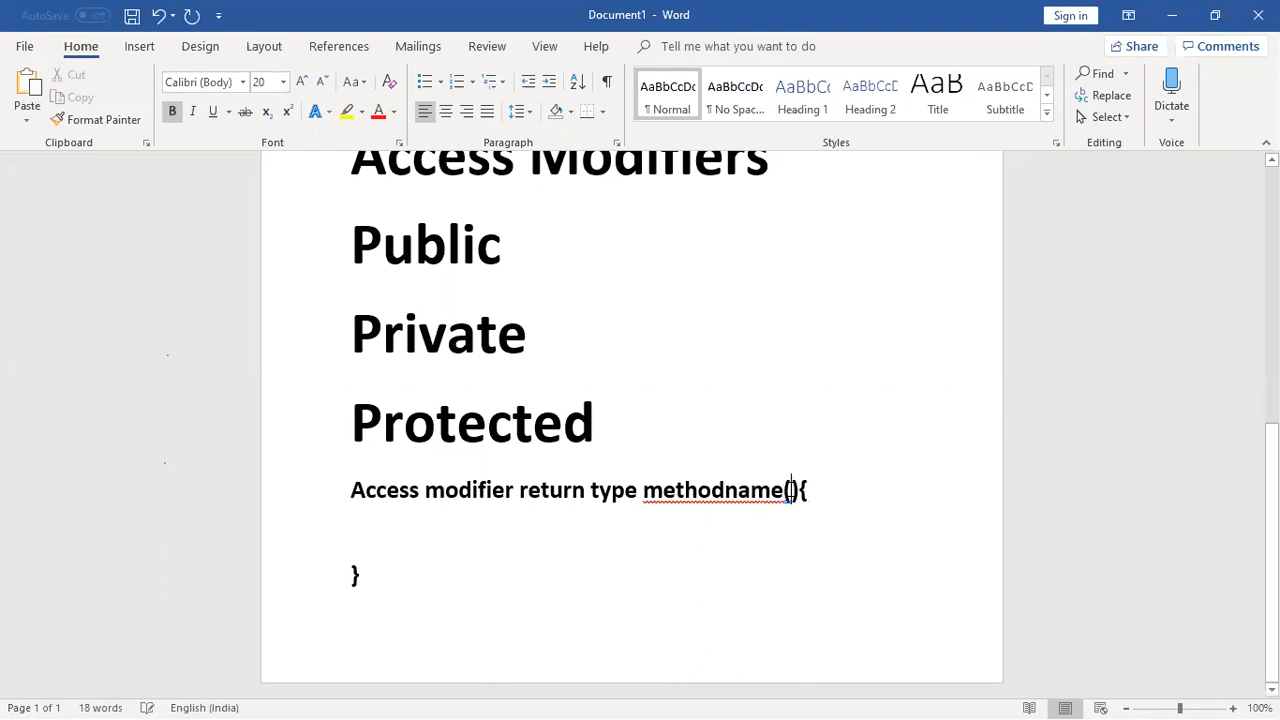 AutoSave Off
Document1 - Word
Sign in
File Home Insert Design Layout References Mailings Review View Help Tell me what you want to do Share Comments
Paste
Cut
Copy
Format Painter
Clipboard
Calibri (Body) 20
Font
Paragraph
AaBbCcDc AaBbCcDc AaBbCc AaBbCcD AaB AaBbCcD
¶ Normal ¶ No Spac... Heading 1 Heading 2 Title Subtitle
Styles
Find
Replace
Select
Editing
Dictate
Voice
Access Modifiers
Public
Private
Protected
Access modifier return type methodname(){
}
Page 1 of 1 18 words English (India) 100%